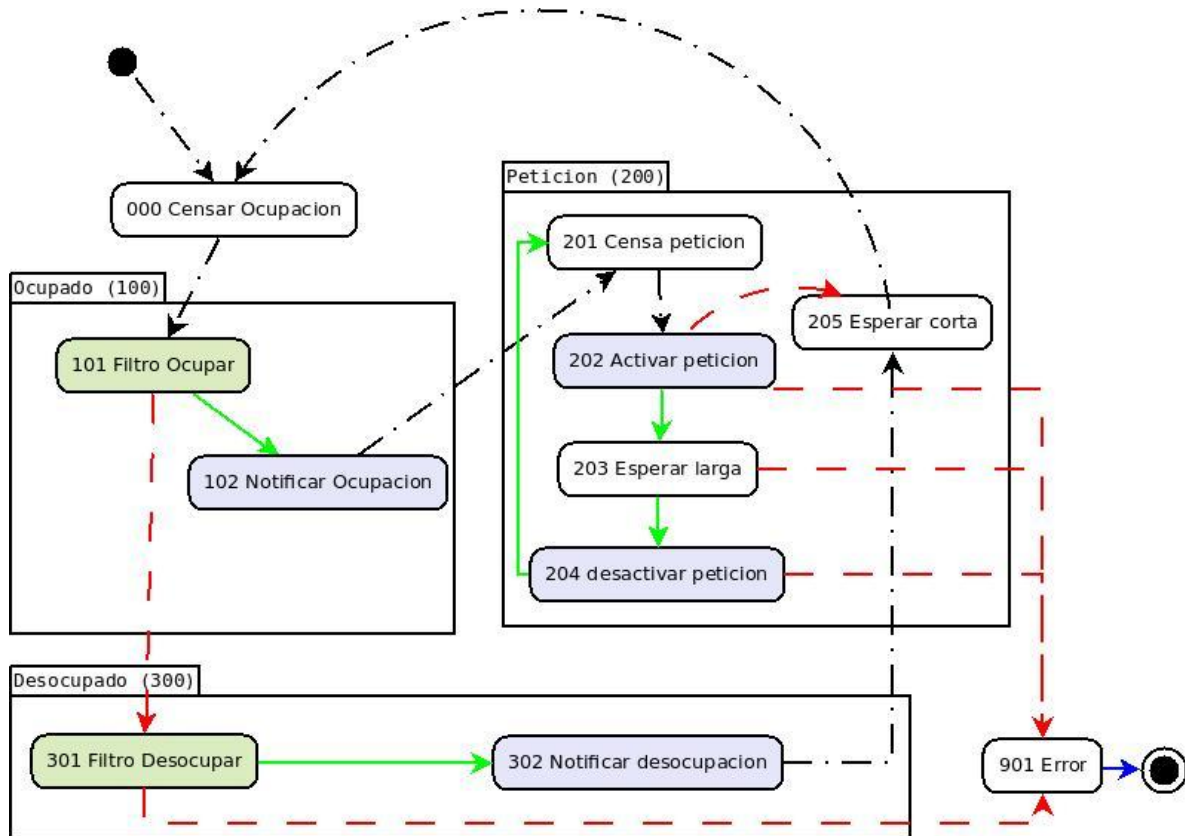 000 Censar Ocupacion
Peticion (200)
201 Censa peticion
Ocupado (100)
205 Esperar corta
101 Filtro Ocupar
202 Activar peticion
203 Esperar larga
102 Notificar Ocupacion
204 desactivar peticion
Desocupado (300)
301 Filtro Desocupar
302 Notificar desocupacion
901 Error